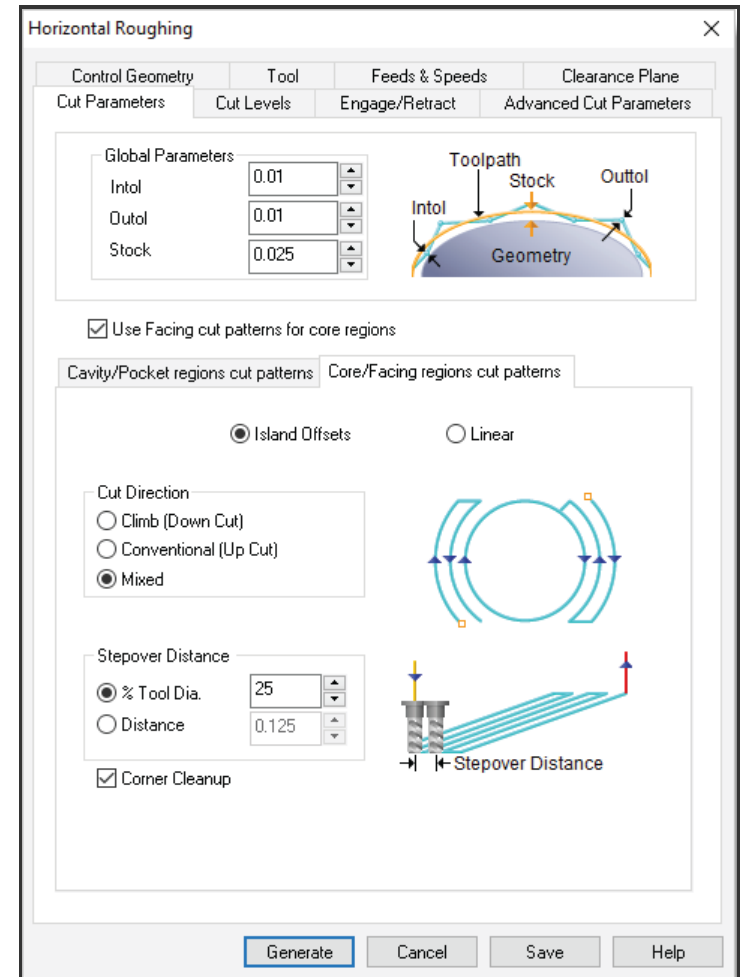 Horizontal Roughing
Control Geometry Tool Feeds & Speeds Clearance Plane
Cut Parameters Cut Levels Engage/Retract Advanced Cut Parameters
Global Parameters
Intol 0.01
Outol 0.01
Stock 0.025
Toolpath
Stock Outtol
Intol
Geometry
Use Facing cut patterns for core regions
Cavity/Pocket regions cut patterns Core/Facing regions cut patterns
Island Offsets Linear
Cut Direction
Climb (Down Cut)
Conventional (Up Cut)
Mixed
Stepover Distance
% Tool Dia. 25
Distance 0.125
Stepover Distance
Corner Cleanup
Generate Cancel Save Help